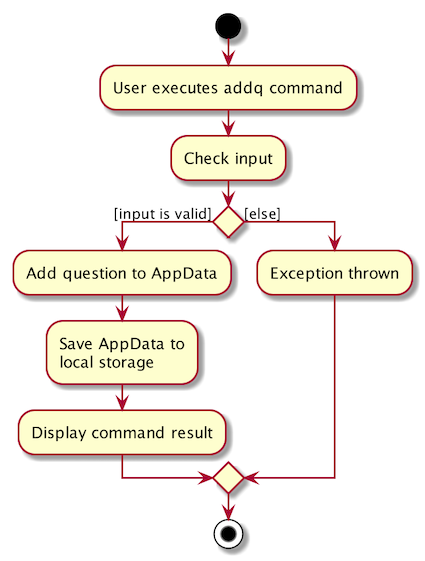 User executes addq command
Check input
[input is valid]
[else]
Add question to AppData
Exception thrown
Save AppData to
local storage
Display command result